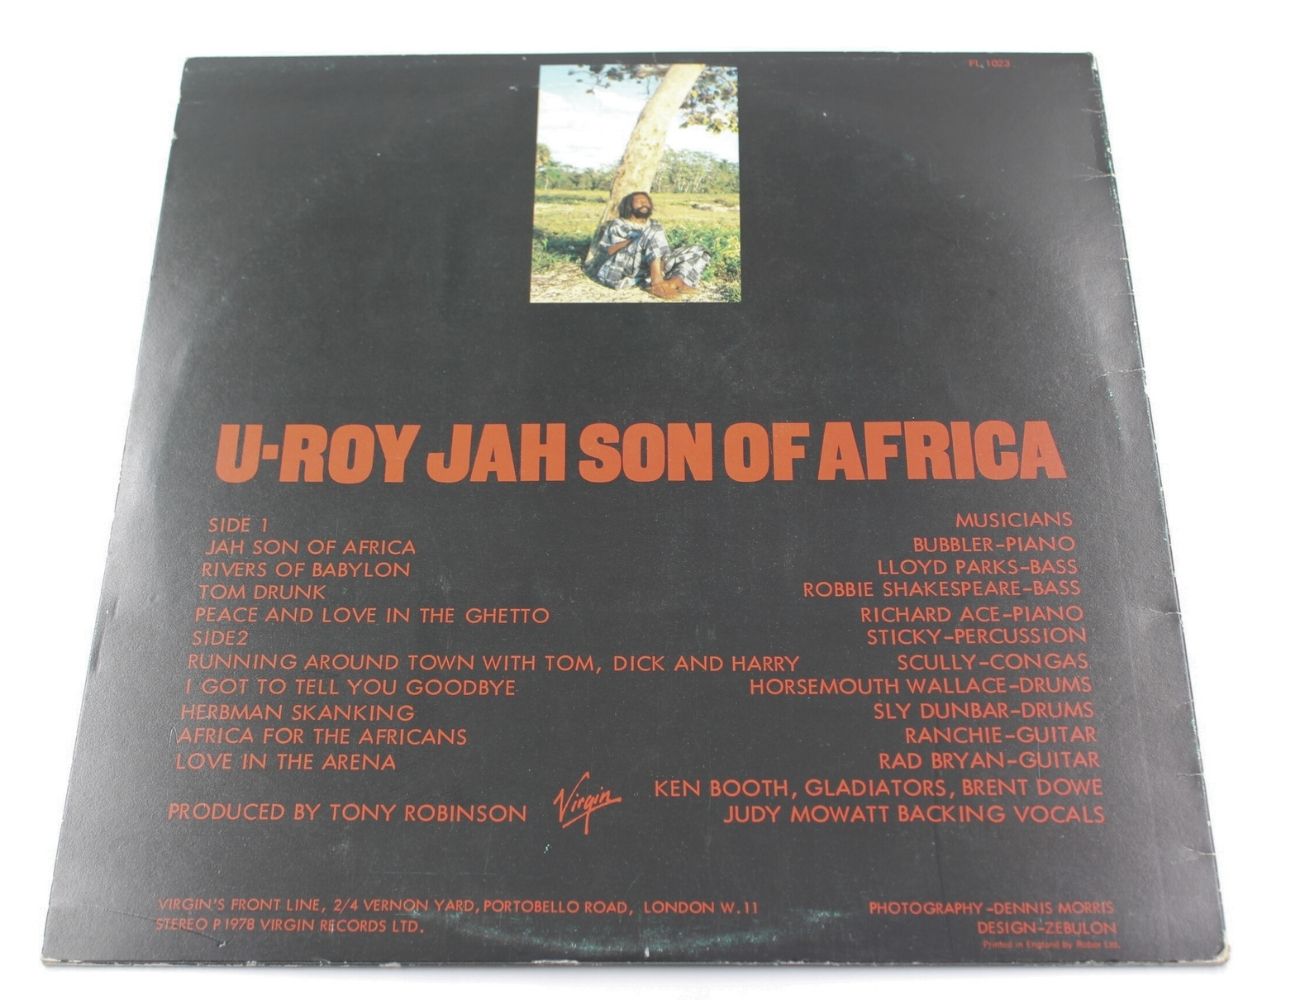 FL 1023
U-ROY JAH SON OF AFRICA
SIDE 1
JAH SON OF AFRICA
RIVERS OF BABYLON
TOM DRUNK
PEACE AND LOVE IN THE GHETTO
SIDE2
RUNNING AROUND TOWN WITH TOM, DICK AND HARRY
I GOT TO TELL YOU GOODBYE
HERBMAN SKANKING
AFRICA FOR THE AFRICANS
LOVE IN THE ARENA
PRODUCED BY TONY ROBINSON
Virgin
MUSICIANS
BUBBLER-PIANO
LLOYD PARKS-BASS
ROBBIE SHAKESPEARE-BASS
RICHARD ACE-PIANO
STICKY-PERCUSSION
SCULLY-CONGAS
HORSEMOUTH WALLACE-DRUMS
SLY DUNBAR-DRUMS
RANCHIE-GUITAR
RAD BRYAN-GUITAR
KEN BOOTH, GLADIATORS, BRENT DOWE
JUDY MOWATT BACKING VOCALS
VIRGIN'S FRONT LINE, 2/4 VERNON YARD, PORTOBELLO ROAD, LONDON W.11
STEREO P 1978 VIRGIN RECORDS LTD.
PHOTOGRAPHY-DENNIS MORRIS
DESIGN-ZEBULON
Printed in England by Robor Ltd.